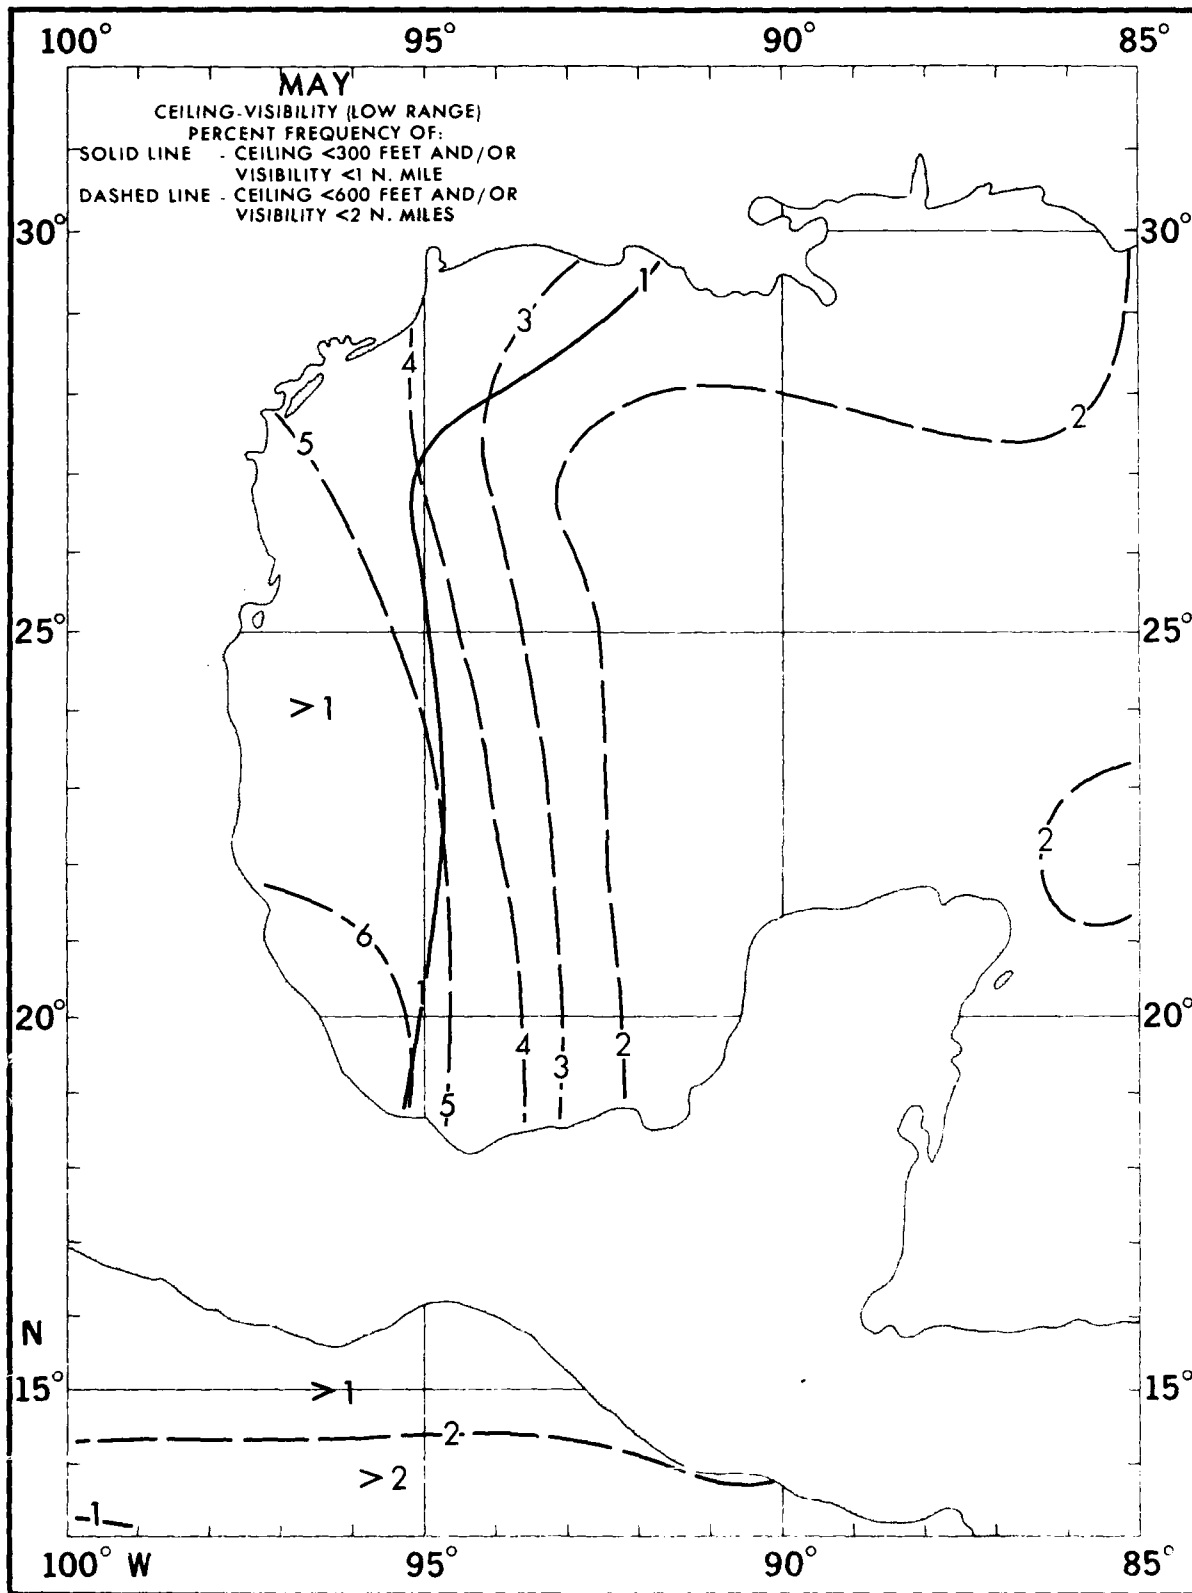 100° 95° 90° 85°
MAY
CEILING-VISIBILITY (LOW RANGE)
PERCENT FREQUENCY OF:
SOLID LINE - CEILING <300 FEET AND/OR
VISIBILITY <1 N. MILE
DASHED LINE - CEILING <600 FEET AND/OR
VISIBILITY <2 N. MILES
30° 30°
1
3
4
2
5
25° 25°
>1
2
6
1
20° 20°
4 2
3
5
N
15° >1 15°
2
>2
1
100° W 95° 90° 85°